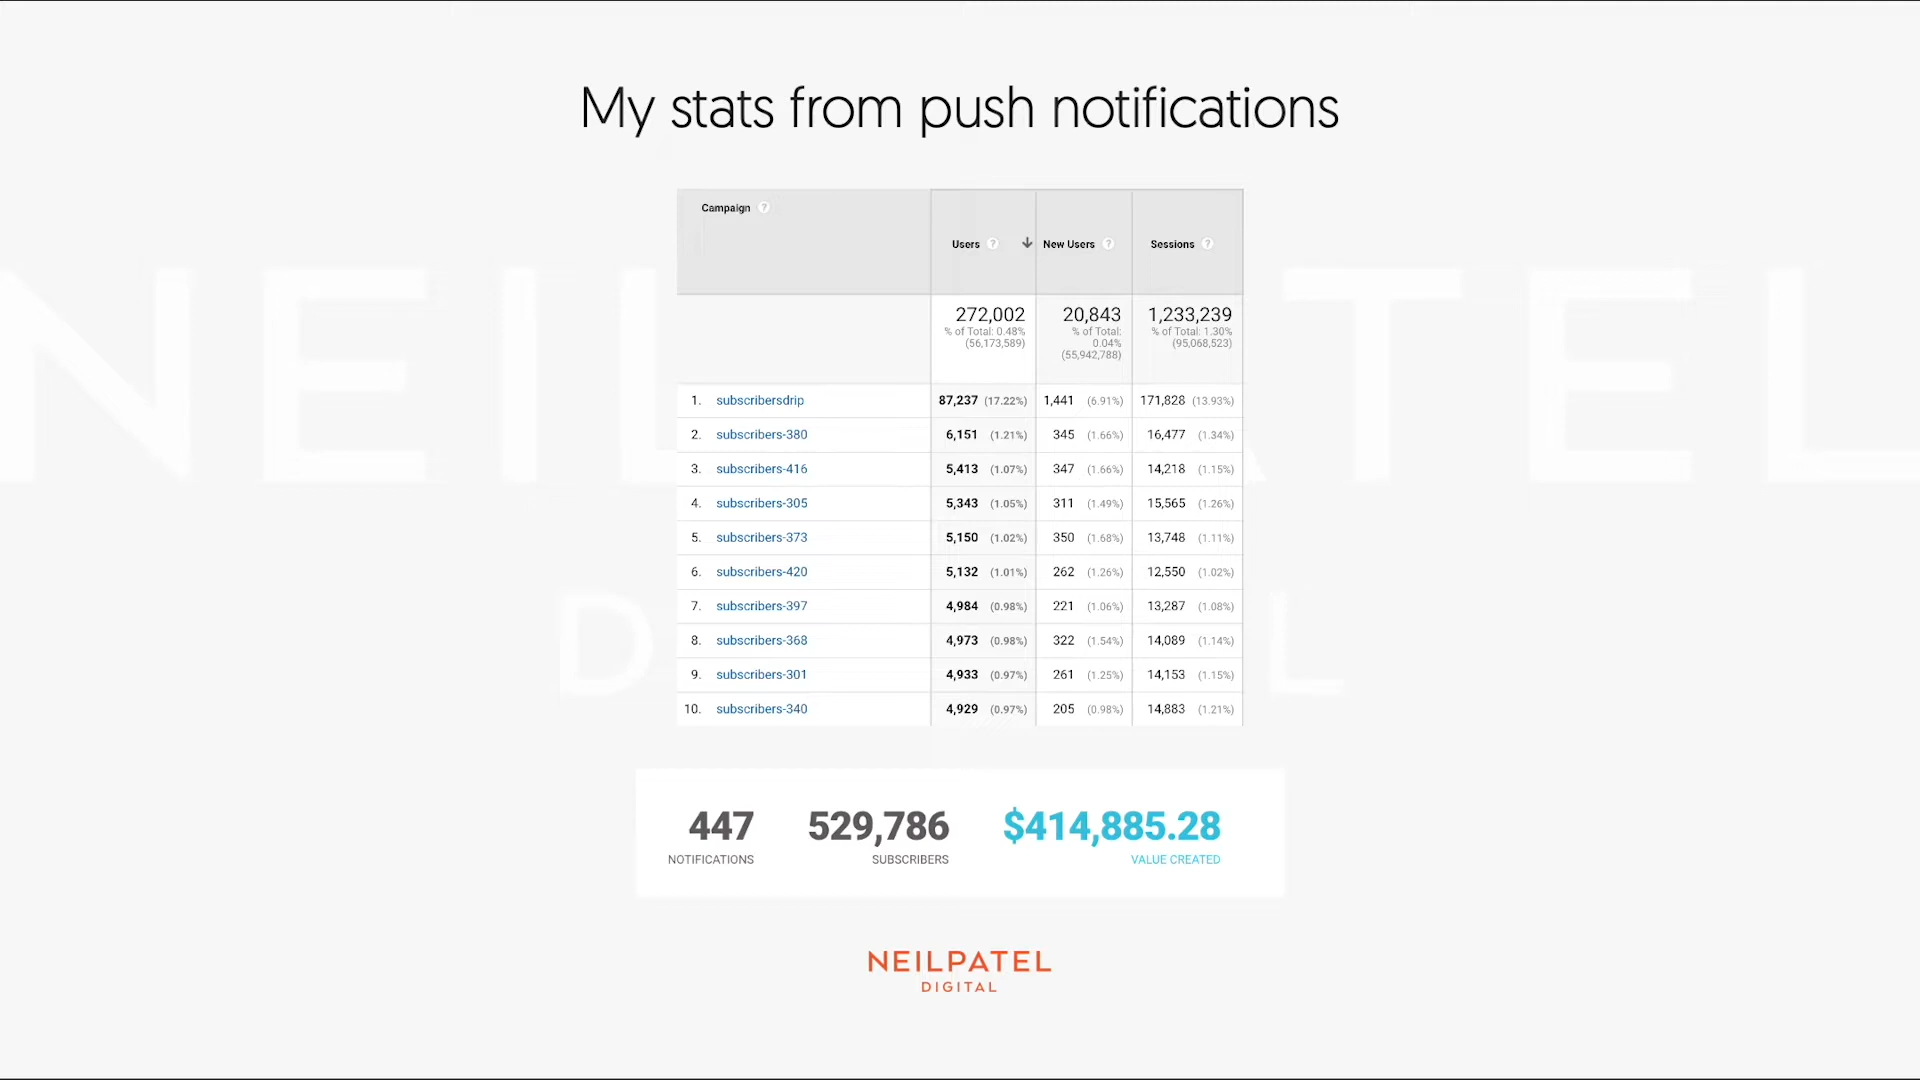 My stats from push notifications
Campaign ?
Users ? New Users ? Sessions ?
272,002 20,843 1,233,239
% of Total: 0.48% (56,173,589) % of Total: 0.04% (55,942,788) % of Total: 1.30% (95,068,523)
1. subscribersdrip 87,237 (17.22%) 1,441 (6.91%) 171,828 (13.93%)
2. subscribers-380 6,151 (1.21%) 345 (1.66%) 16,477 (1.34%)
3. subscribers-416 5,413 (1.07%) 347 (1.66%) 14,218 (1.15%)
4. subscribers-305 5,343 (1.05%) 311 (1.49%) 15,565 (1.26%)
5. subscribers-373 5,150 (1.02%) 350 (1.68%) 13,748 (1.11%)
6. subscribers-420 5,132 (1.01%) 262 (1.26%) 12,550 (1.02%)
7. subscribers-397 4,984 (0.98%) 221 (1.06%) 13,287 (1.08%)
8. subscribers-368 4,973 (0.98%) 322 (1.54%) 14,089 (1.14%)
9. subscribers-301 4,933 (0.97%) 261 (1.25%) 14,153 (1.15%)
10. subscribers-340 4,929 (0.97%) 205 (0.98%) 14,883 (1.21%)
447 529,786 $414,885.28
NOTIFICATIONS SUBSCRIBERS VALUE CREATED
NEILPATEL
DIGITAL